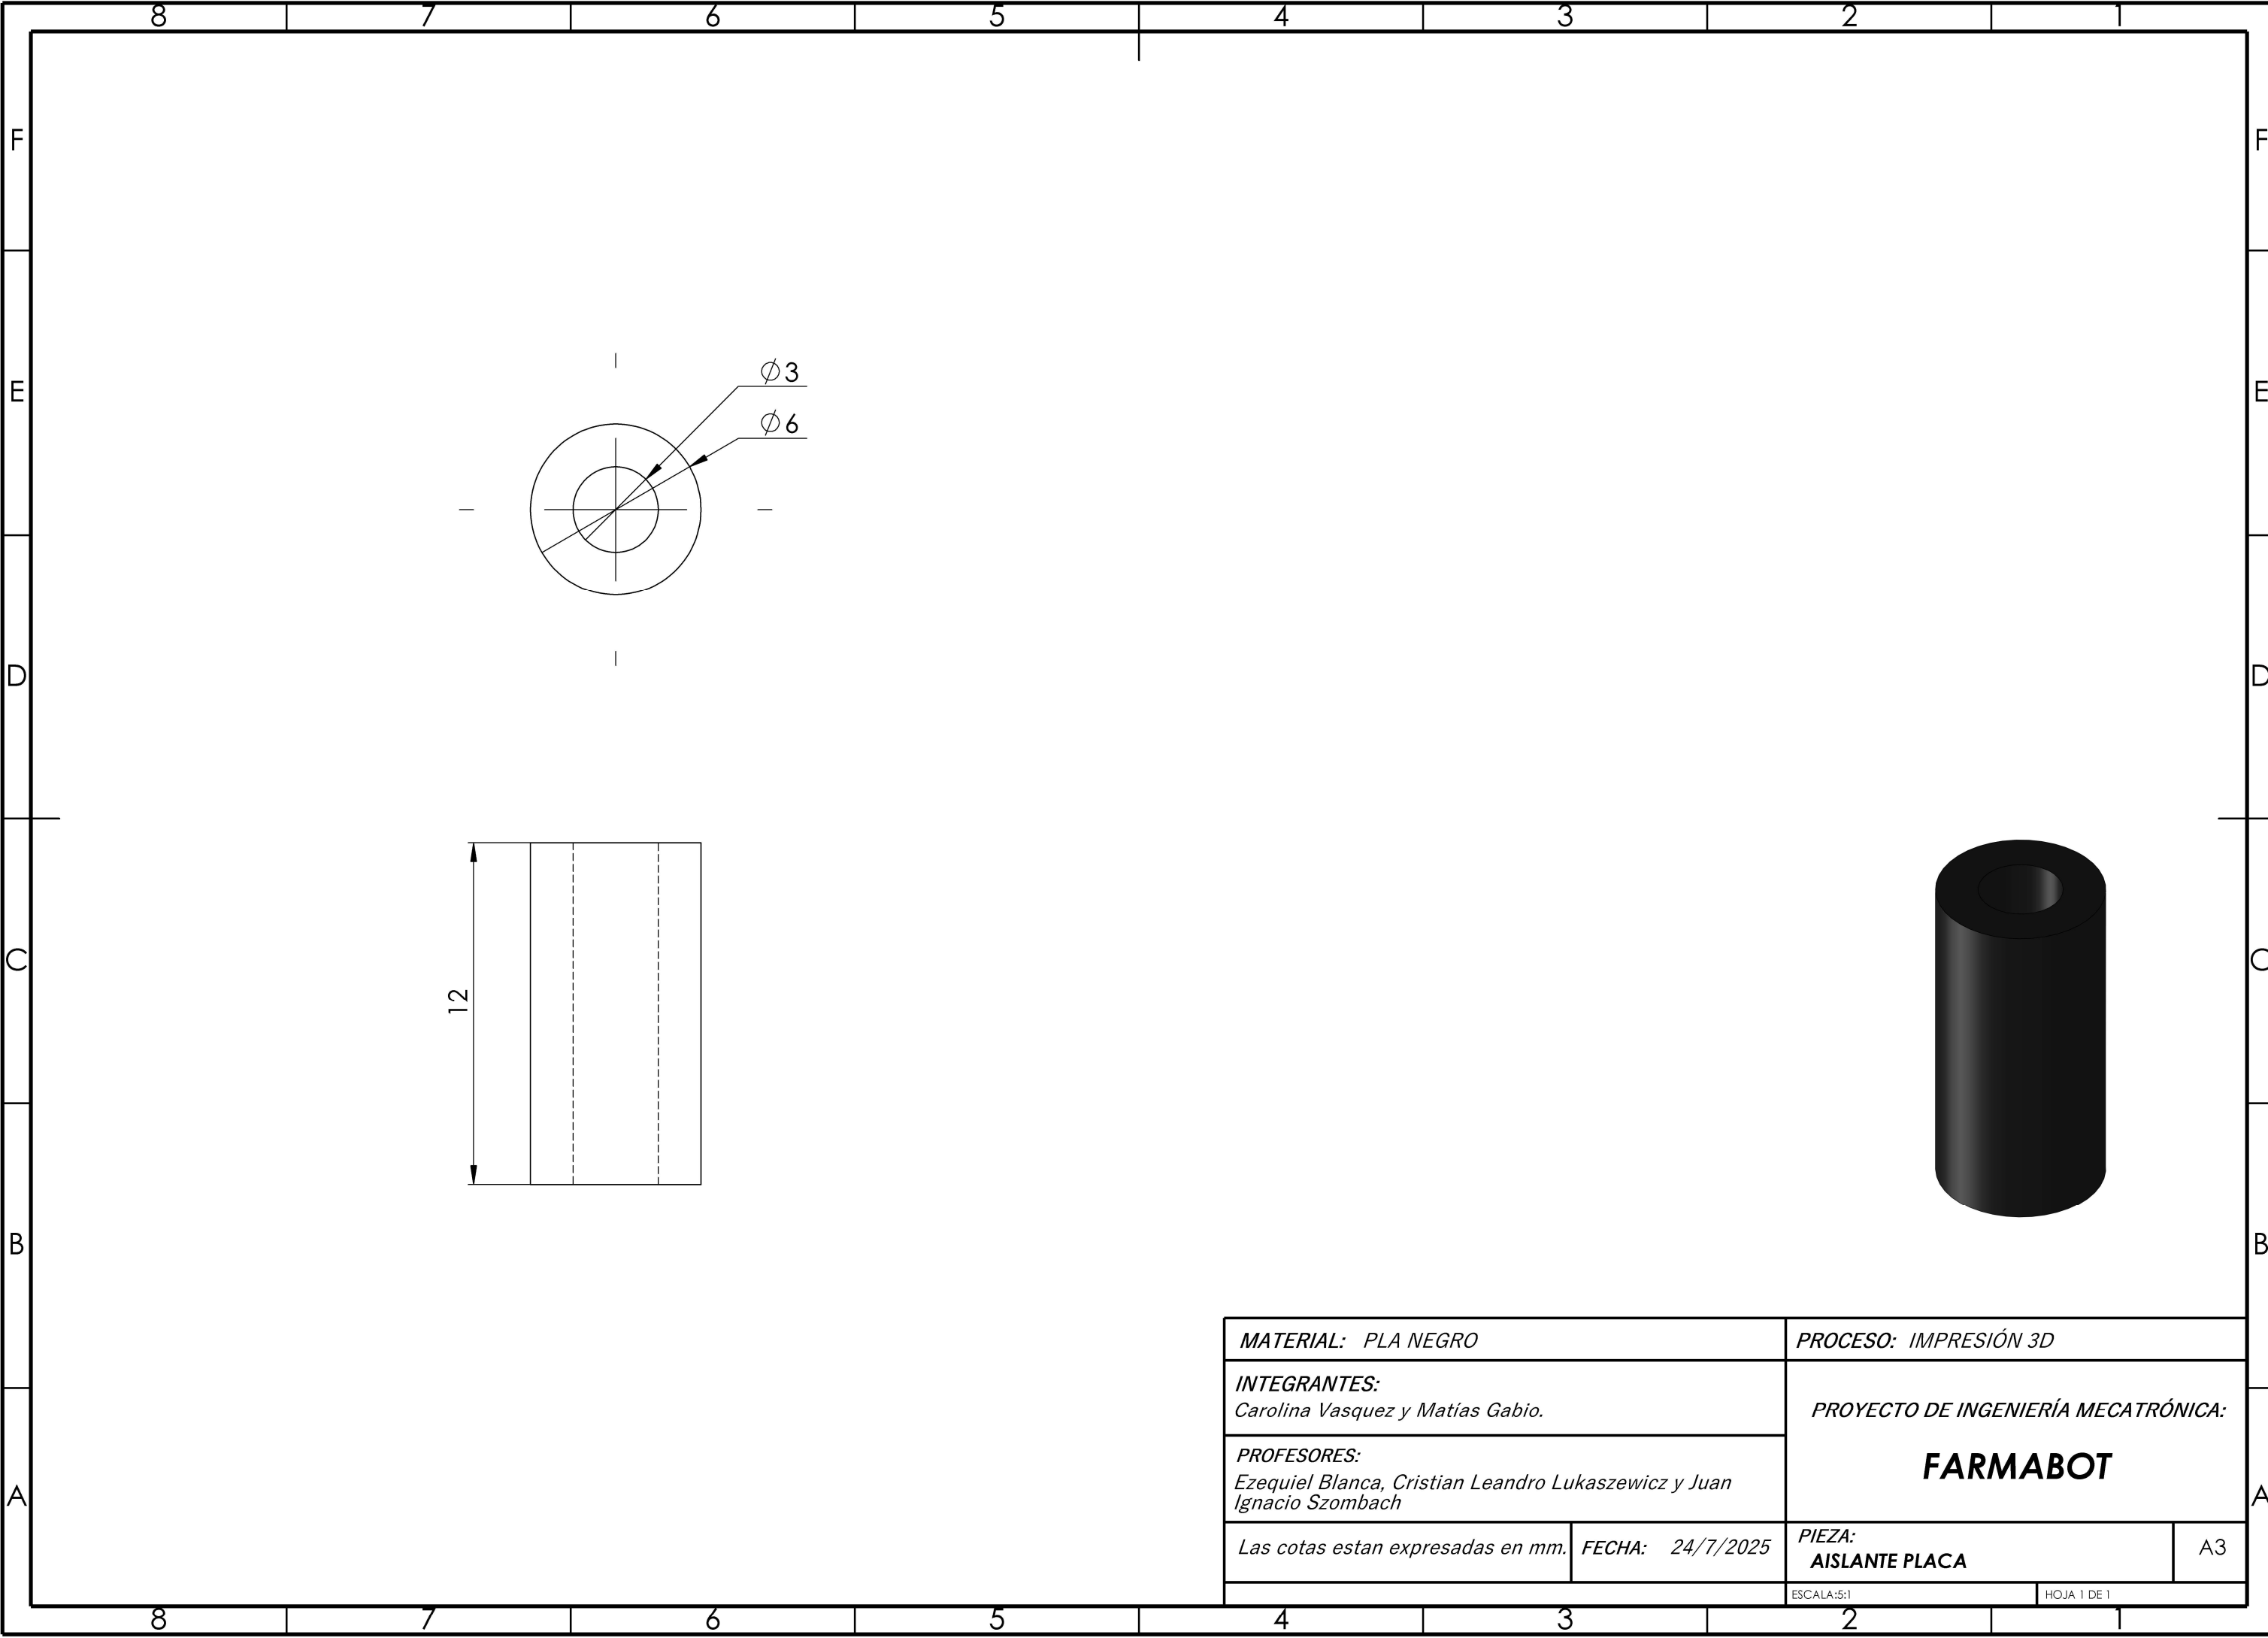 8 7 6 5 4 3 2 1
F F
E E
D D
C C
B B
A A
∅3
∅6
12
MATERIAL: PLA NEGRO
PROCESO: IMPRESIÓN 3D
INTEGRANTES:
Carolina Vasquez y Matías Gabio.
PROYECTO DE INGENIERÍA MECATRÓNICA:
FARMABOT
PROFESORES:
Ezequiel Blanca, Cristian Leandro Lukaszewicz y Juan
Ignacio Szombach
Las cotas estan expresadas en mm.
FECHA: 24/7/2025
PIEZA:
AISLANTE PLACA
A3
ESCALA:5:1
HOJA 1 DE 1
8 7 6 5 4 3 2 1